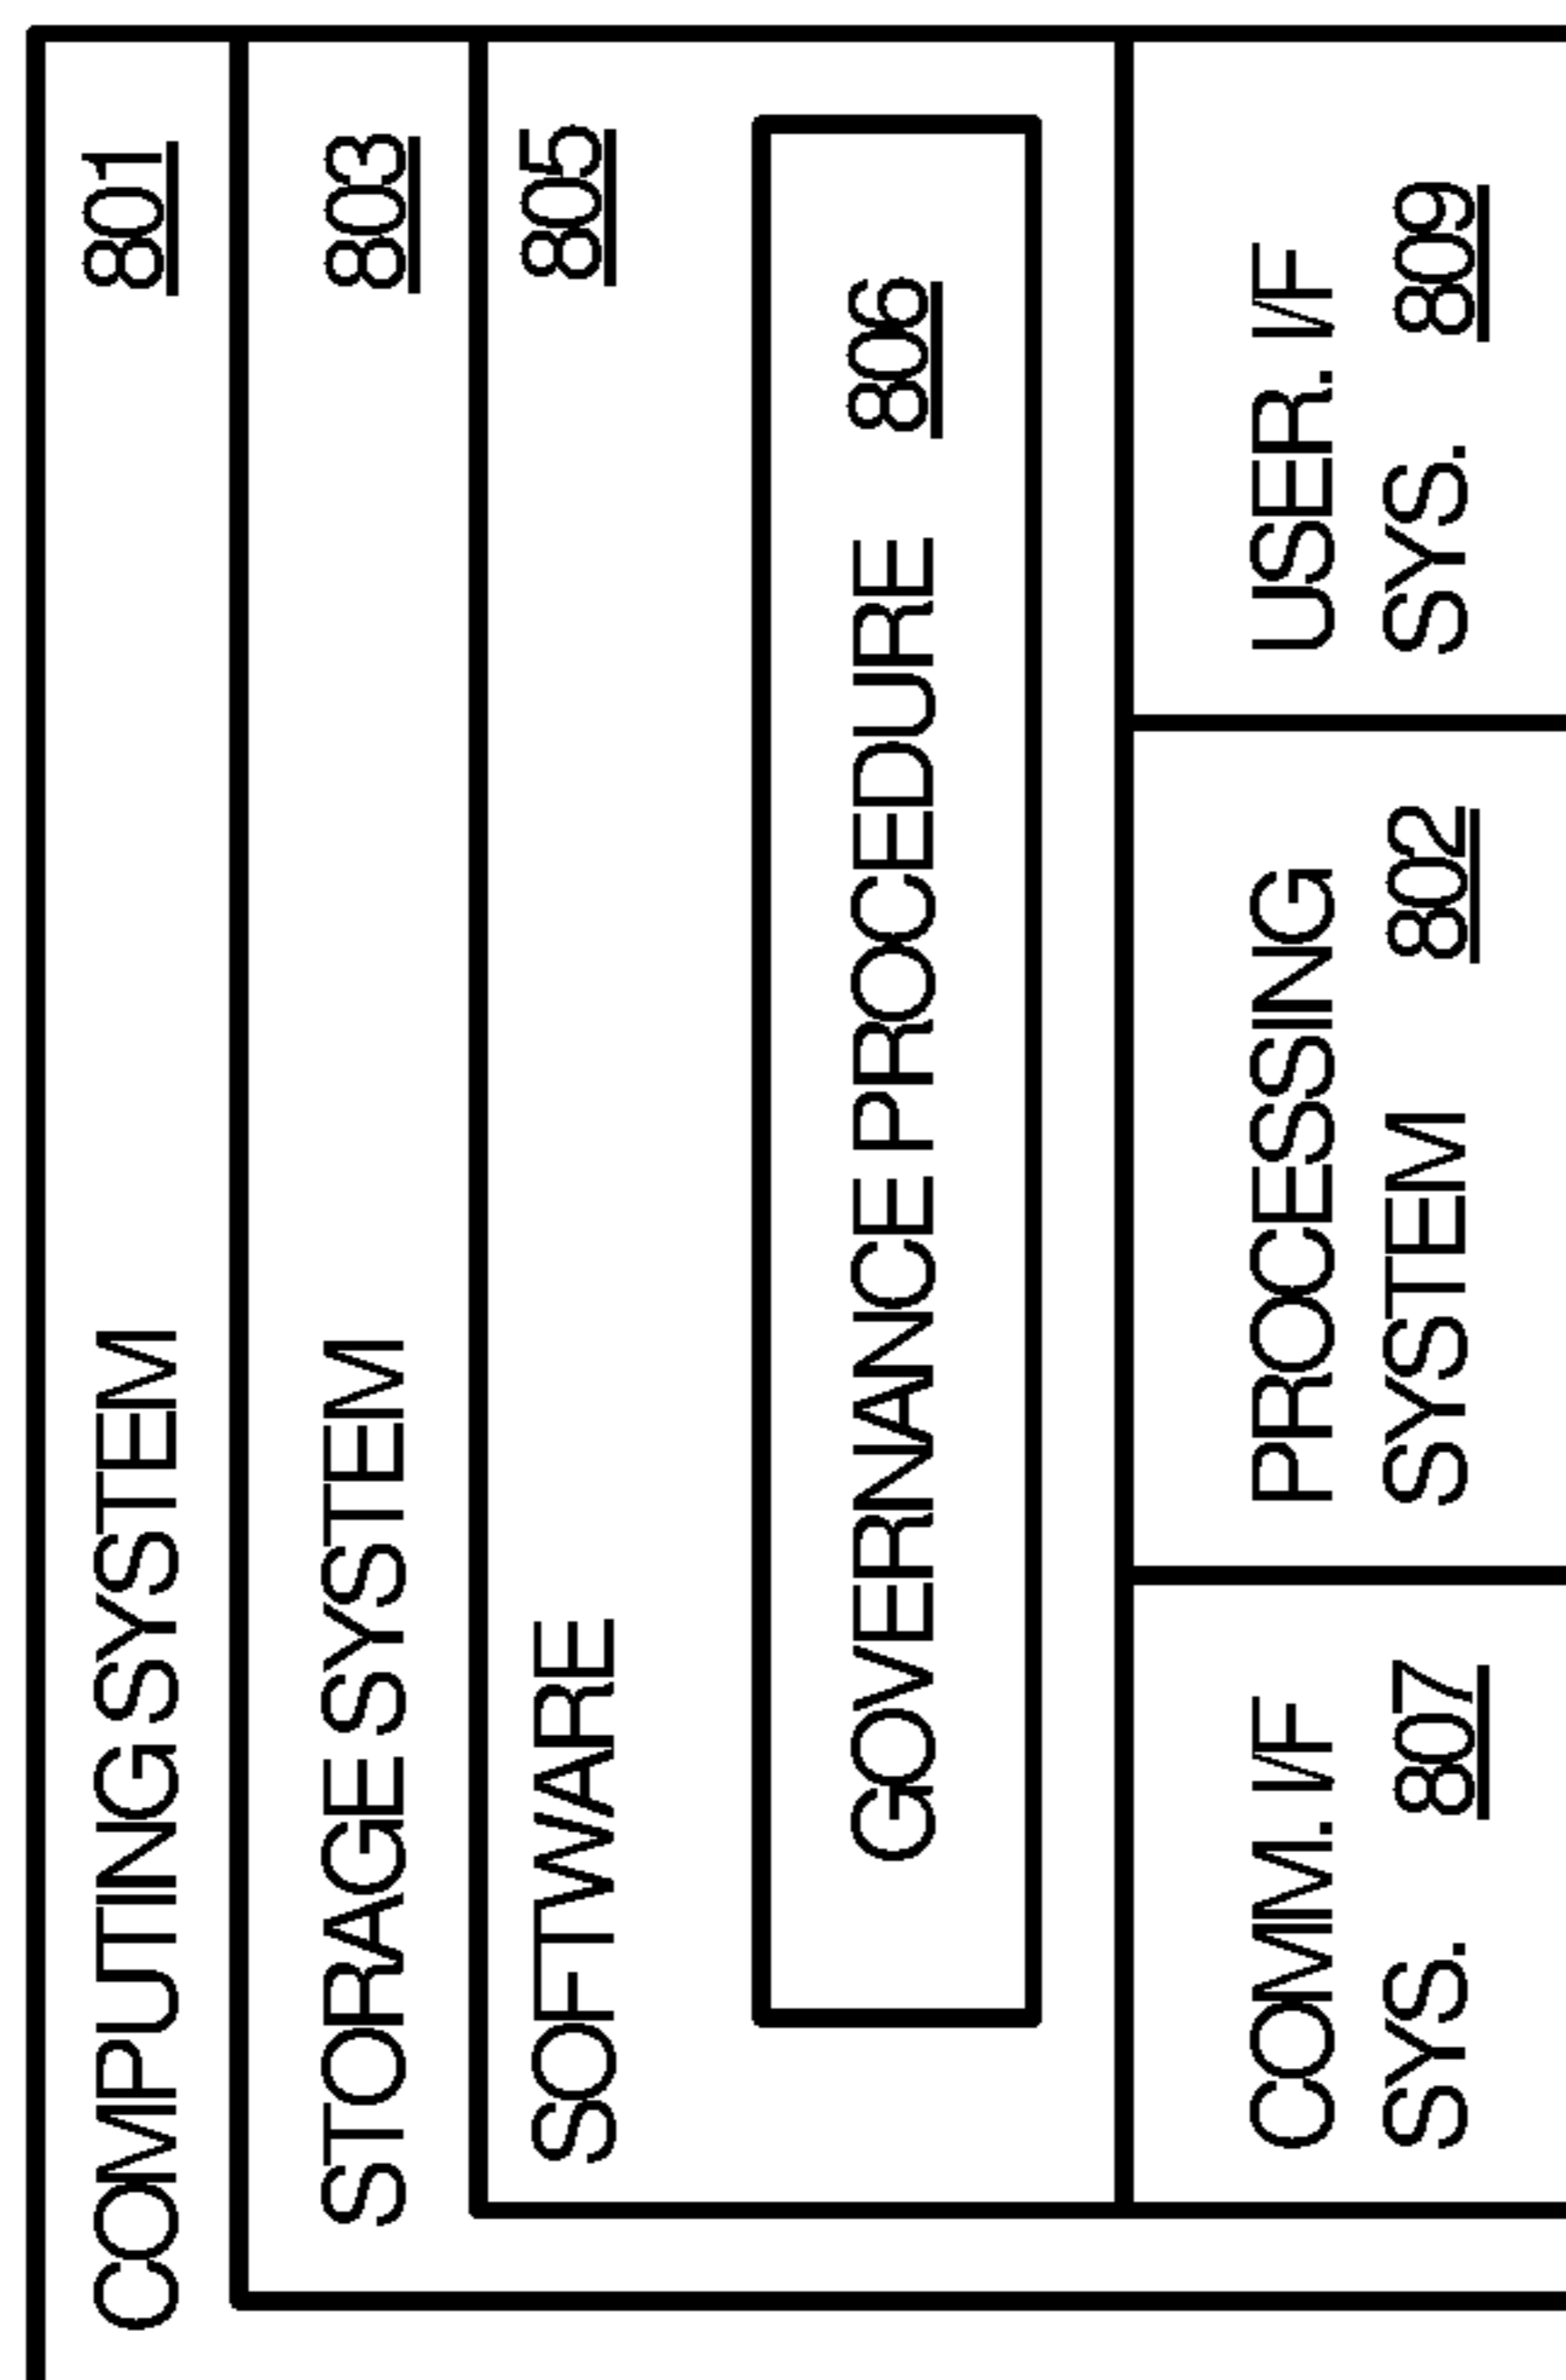 COMPUTING SYSTEM 801
STORAGE SYSTEM 803
SOFTWARE 805
GOVERNANCE PROCEDURE 806
COMM. I/F
SYS. 807
PROCESSING
SYSTEM 802
USER. I/F
SYS. 809